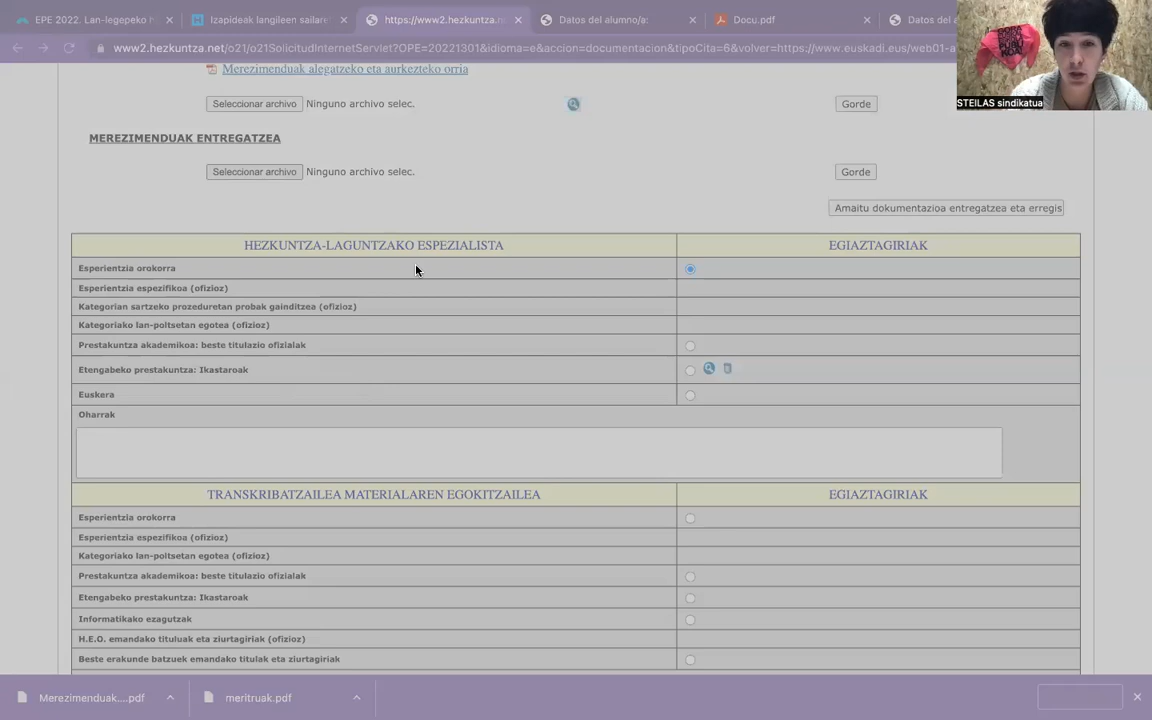 EPE 2022. Lan-legepeko
Izapideak langileen sailare
https://www2.hezkuntza.
Datos del alumno/a:
Docu.pdf
Datos del a
www2.hezkuntza.net/o21/o21SolicitudInternetServlet?OPE=20221301&idioma=e&accion=documentacion&tipoCita=6&volver=https://www.euskadi.eus/web01-a
Merezimenduak alegatzeko eta aurkezteko orria
Seleccionar archivo Ninguno archivo selec. Gorde
STEILAS sindikatua
MEREZIMENDUAK ENTREGATZEA
Seleccionar archivo Ninguno archivo selec. Gorde
Amaitu dokumentazioa entregatzea eta erregis
HEZKUNTZA-LAGUNTZAKO ESPEZIALISTA EGIAZTAGIRIAK
Esperientzia orokorra
Esperientzia espezifikoa (ofizioz)
Kategorian sartzeko prozeduretan probak gainditzea (ofizioz)
Kategoriako lan-poltsetan egotea (ofizioz)
Prestakuntza akademikoa: beste titulazio ofizialak
Etengabeko prestakuntza: Ikastaroak
Euskera
Oharrak
TRANSKRIBATZAILEA MATERIALAREN EGOKITZAILEA EGIAZTAGIRIAK
Esperientzia orokorra
Esperientzia espezifikoa (ofizioz)
Kategoriako lan-poltsetan egotea (ofizioz)
Prestakuntza akademikoa: beste titulazio ofizialak
Etengabeko prestakuntza: Ikastaroak
Informatikako ezagutzak
H.E.O. emandako tituluak eta ziurtagiriak (ofizioz)
Beste erakunde batzuek emandako titulak eta ziurtagiriak
Merezimenduak....pdf
meritruak.pdf